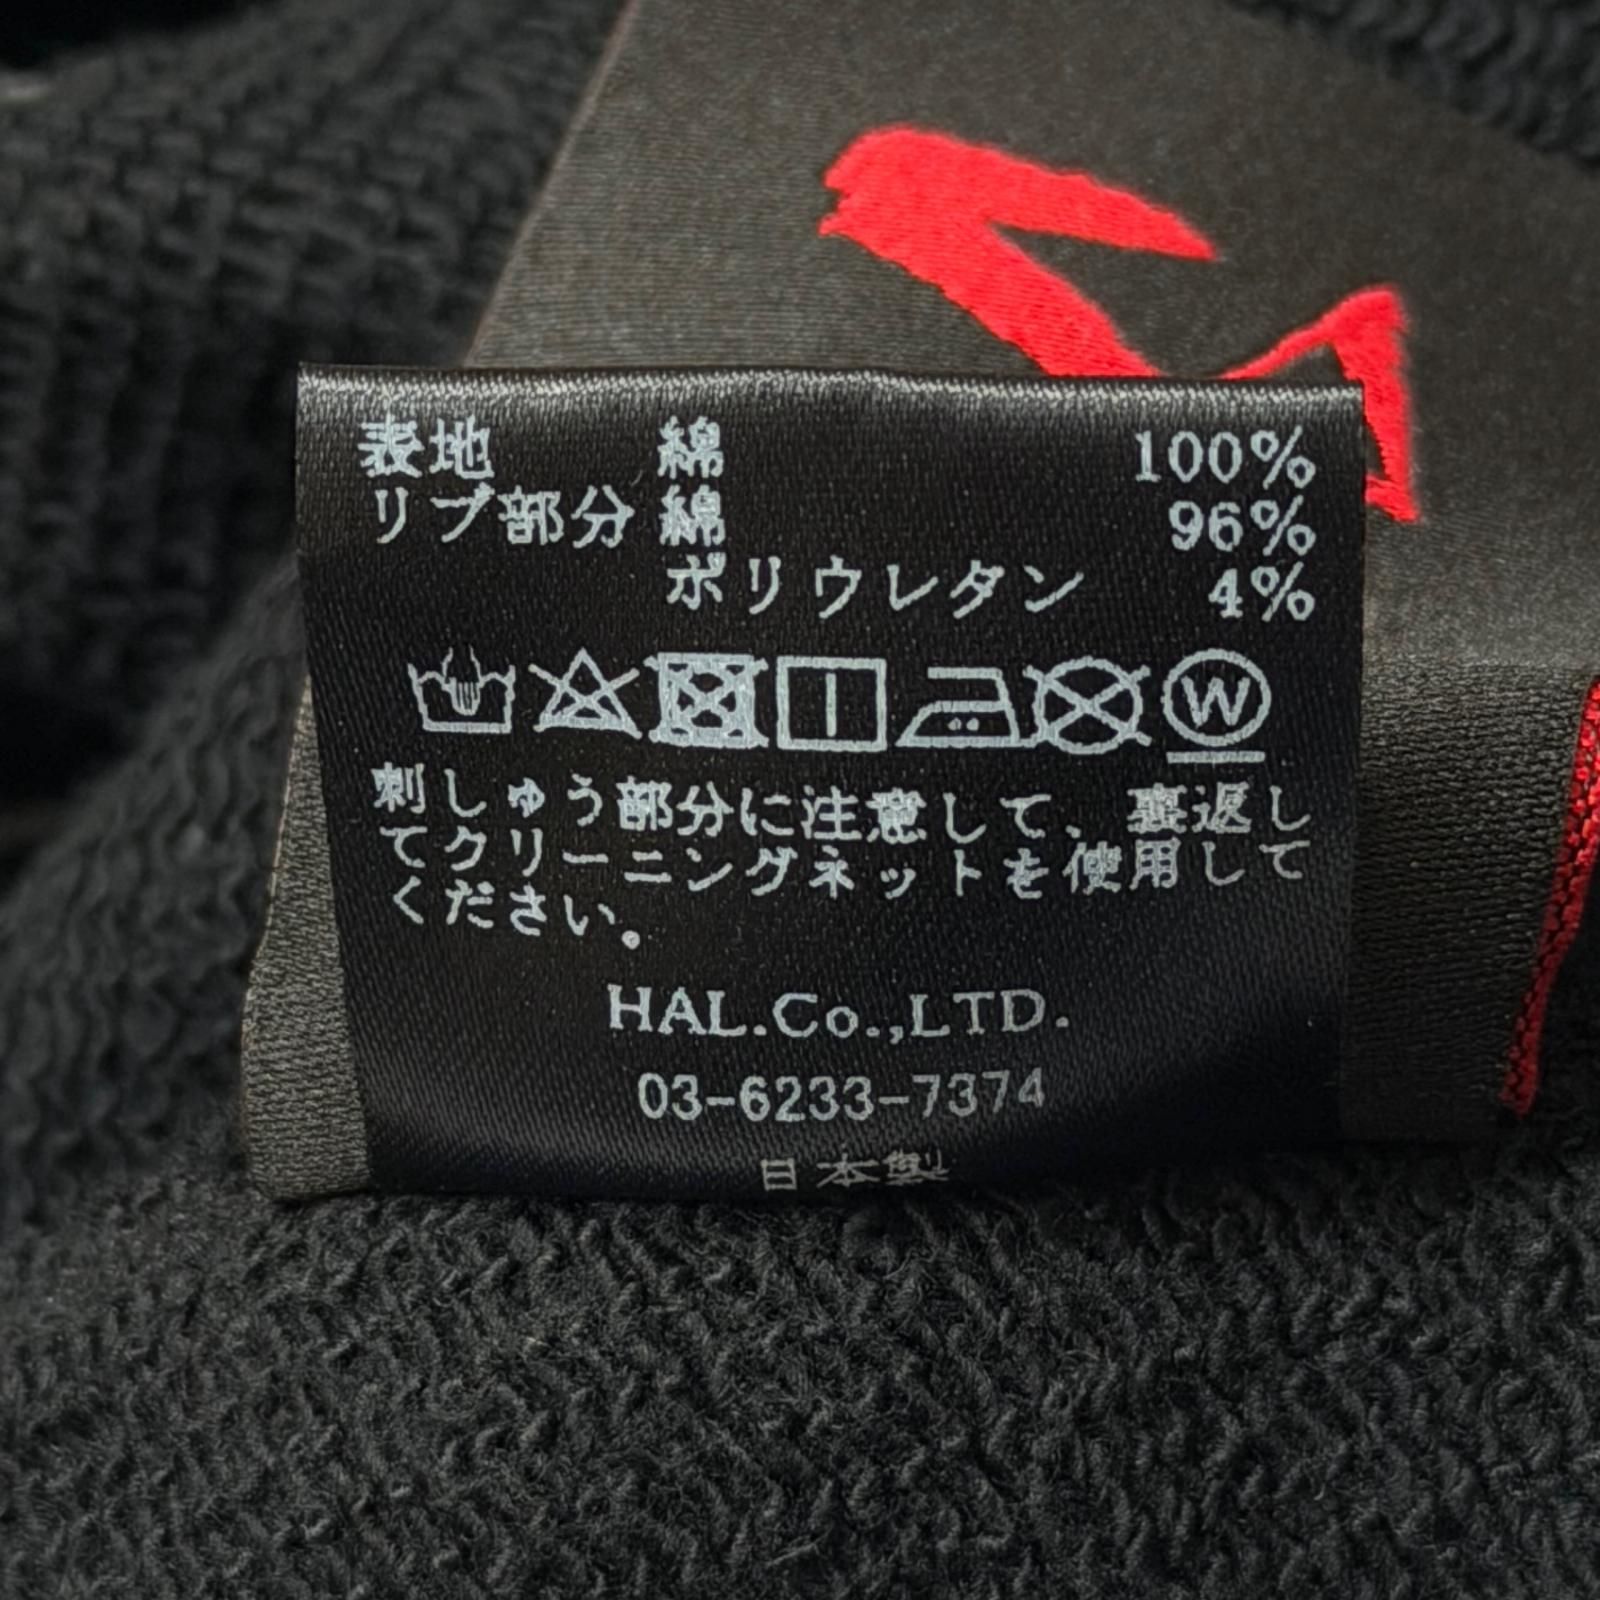 表地 綿 100%
リブ部分 綿 96%
ポリウレタン 4%
W
刺しゅう部分に注意して、裏返し
てクリーニングネットを使用して
ください。
HAL.Co.,LTD.
03-6233-7374
日本製